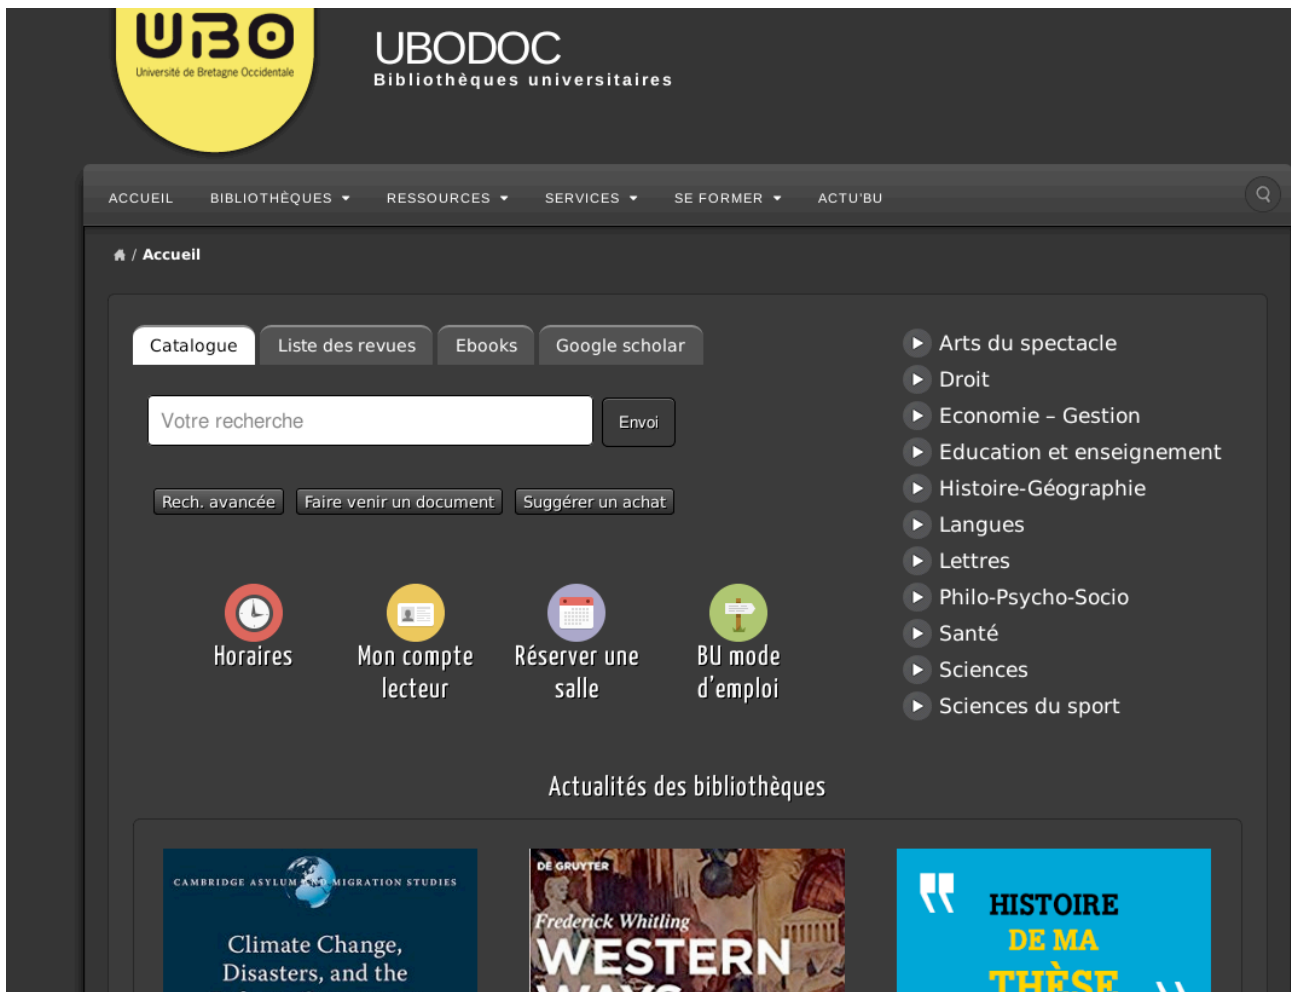 UBO
Université de Bretagne Occidentale
UBODOC
Bibliothèques universitaires
ACCUEIL BIBLIOTHÈQUES RESSOURCES SERVICES SE FORMER ACTU'BU
/ Accueil
Catalogue Liste des revues Ebooks Google scholar
Votre recherche Envoi
Rech. avancée Faire venir un document Suggérer un achat
Horaires
Mon compte
lecteur
Réserver une
salle
BU mode
d'emploi
Arts du spectacle
Droit
Economie – Gestion
Education et enseignement
Histoire-Géographie
Langues
Lettres
Philo-Psycho-Socio
Santé
Sciences
Sciences du sport
Actualités des bibliothèques
CAMBRIDGE ASYLUM AND MIGRATION STUDIES
Climate Change,
Disasters, and the
DE GRUYTER
Frederick Whitling
WESTERN
WAYS
HISTOIRE
DE MA
THÈSE